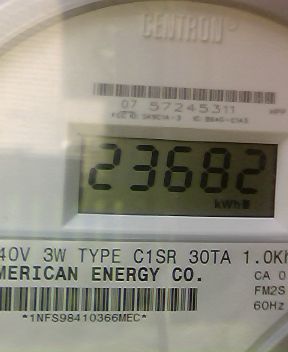 CENTRON
07 57245311
23682
kWh
40V 3W TYPE C1SR 30TA 1.0Kh
MERICAN ENERGY CO.
CA 0
FM2S
60Hz
*1NFS98410366MEC*